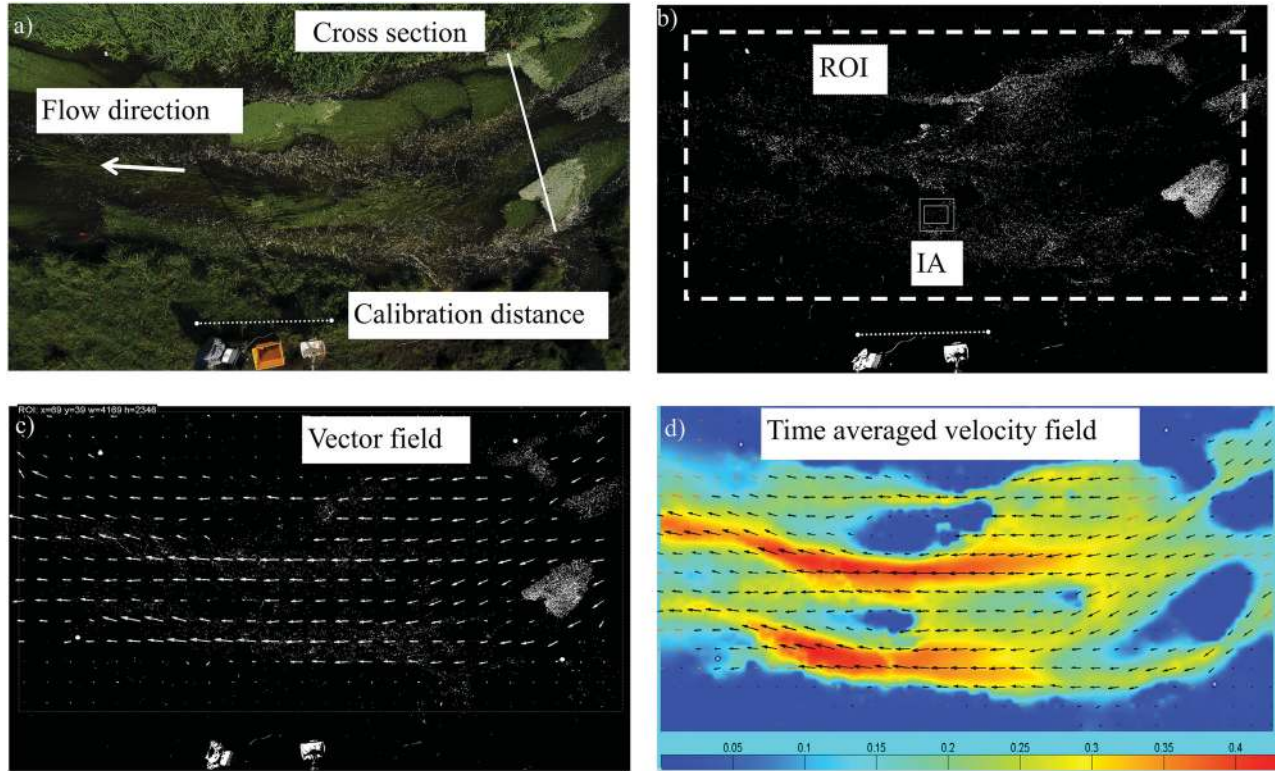 a)
Cross section
Flow direction
Calibration distance
b)
ROI
IA
ROI: x=69 y=39 w=4169 h=2346
c)
Vector field
d)
Time averaged velocity field
0.05 0.1 0.15 0.2 0.25 0.3 0.35 0.4